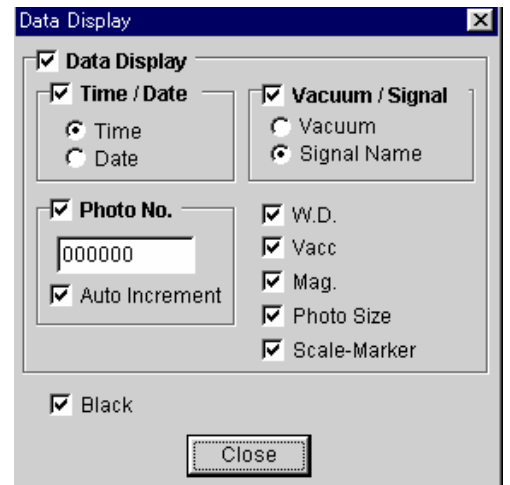 Data Display
Data Display
Time / Date
Time
Date
Vacuum / Signal
Vacuum
Signal Name
Photo No.
000000
Auto Increment
W.D.
Vacc
Mag.
Photo Size
Scale-Marker
Black
Close